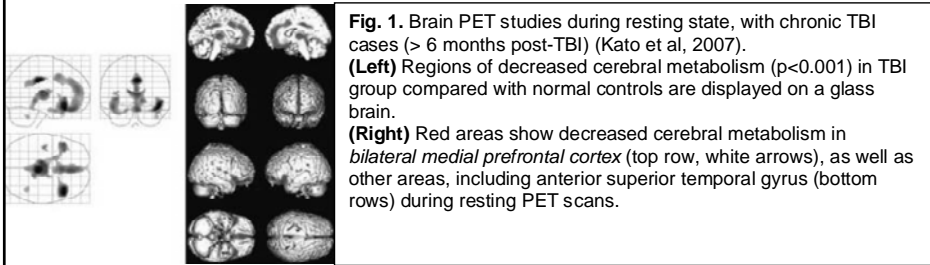 Fig. 1. Brain PET studies during resting state, with chronic TBI
cases (> 6 months post-TBI) (Kato et al, 2007).
(Left) Regions of decreased cerebral metabolism (p<0.001) in TBI
group compared with normal controls are displayed on a glass
brain.
(Right) Red areas show decreased cerebral metabolism in
bilateral medial prefrontal cortex (top row, white arrows), as well as
other areas, including anterior superior temporal gyrus (bottom
rows) during resting PET scans.